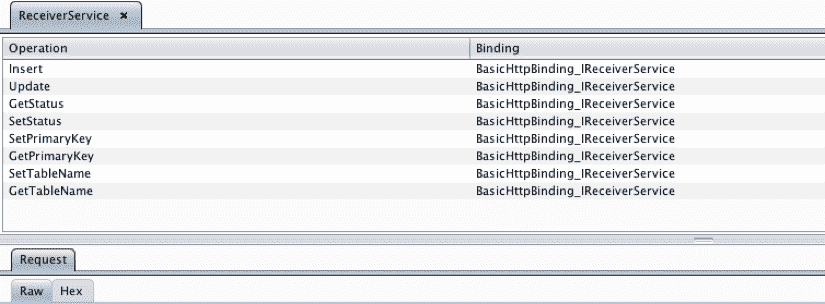 ReceiverService ×
Operation Binding
Insert BasicHttpBinding_IReceiverService
Update BasicHttpBinding_IReceiverService
GetStatus BasicHttpBinding_IReceiverService
SetStatus BasicHttpBinding_IReceiverService
SetPrimaryKey BasicHttpBinding_IReceiverService
GetPrimaryKey BasicHttpBinding_IReceiverService
SetTableName BasicHttpBinding_IReceiverService
GetTableName BasicHttpBinding_IReceiverService
Request
Raw Hex